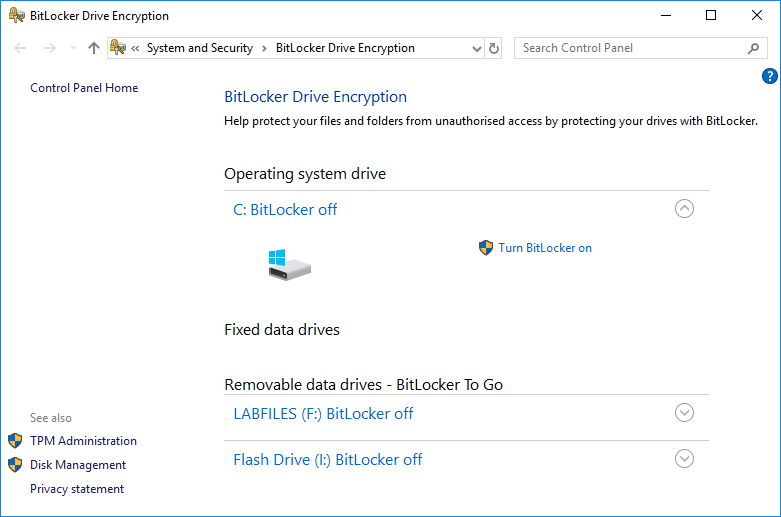 BitLocker Drive Encryption
« System and Security > BitLocker Drive Encryption
Search Control Panel
?
Control Panel Home
BitLocker Drive Encryption
Help protect your files and folders from unauthorised access by protecting your drives with BitLocker.
Operating system drive
C: BitLocker off
Turn BitLocker on
Fixed data drives
Removable data drives - BitLocker To Go
LABFILES (F:) BitLocker off
Flash Drive (I:) BitLocker off
See also
TPM Administration
Disk Management
Privacy statement